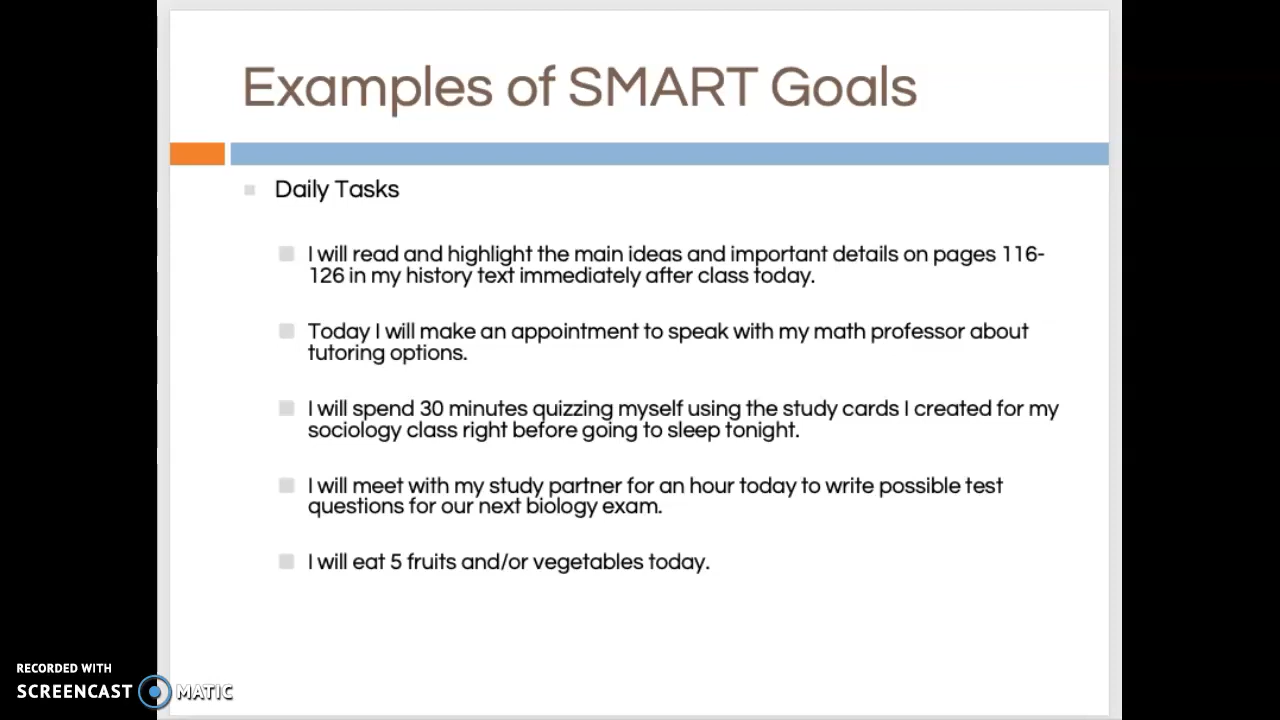 Examples of SMART Goals
Daily Tasks
I will read and highlight the main ideas and important details on pages 116-
126 in my history text immediately after class today.
Today I will make an appointment to speak with my math professor about
tutoring options.
I will spend 30 minutes quizzing myself using the study cards I created for my
sociology class right before going to sleep tonight.
I will meet with my study partner for an hour today to write possible test
questions for our next biology exam.
I will eat 5 fruits and/or vegetables today.
RECORDED WITH
SCREENCAST MATIC